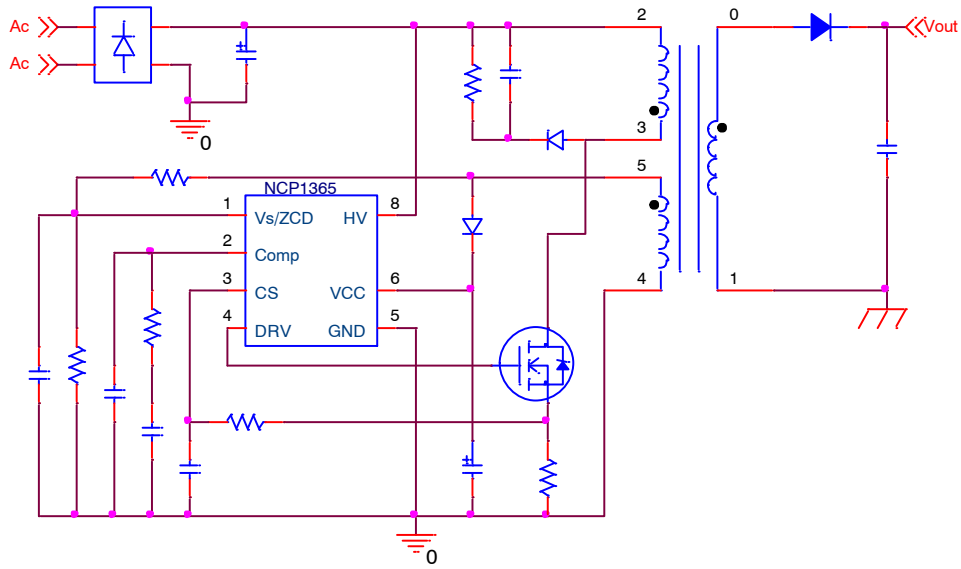 Ac
2
0
Vout
Ac
3
0
5
NCP1365
1
Vs/ZCD
HV
8
2
Comp
3
CS
VCC
6
4
1
4
DRV
GND
5
0